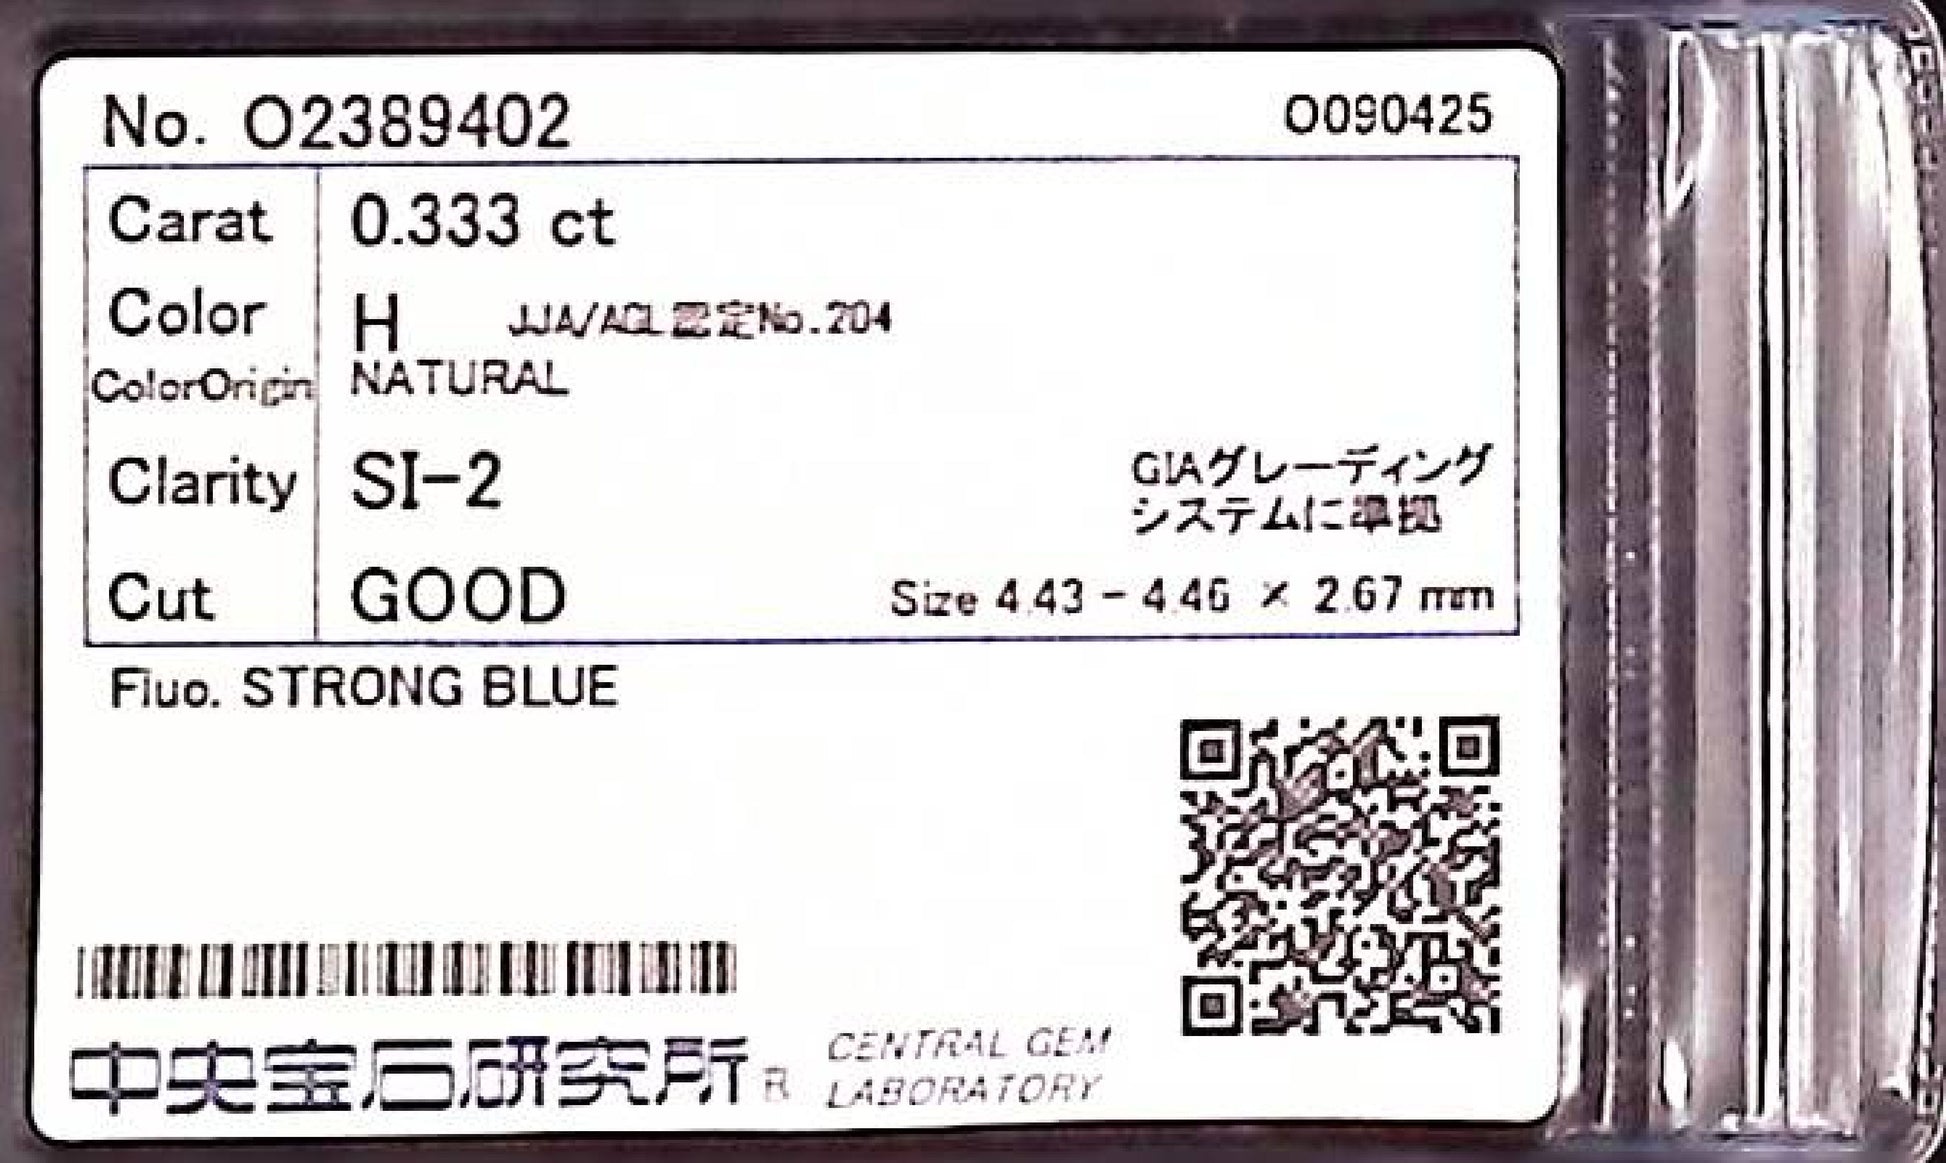 No. O2389402 O090425
Carat 0.333 ct
Color H JJA/AGL認定No.204
ColorOrigin NATURAL
Clarity SI-2 GIAグレーディング
システムに準拠
Cut GOOD Size 4.43 - 4.46 × 2.67 mm
Fluo. STRONG BLUE
中央宝石研究所 R CENTRAL GEM
LABORATORY